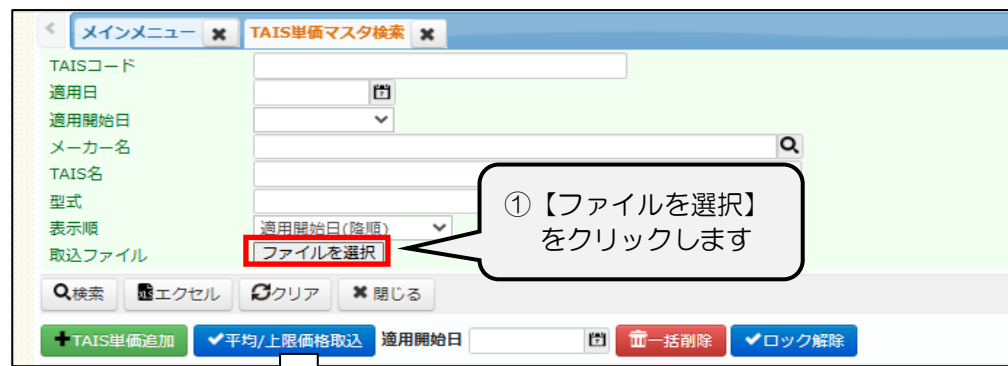 メインメニュー
TAIS単価マスタ検索
TAISコード
適用日
適用開始日
メーカー名
TAIS名
型式
表示順 適用開始日(降順)
取込ファイル ファイルを選択
①【ファイルを選択】
をクリックします
検索 エクセル クリア 閉じる
TAIS単価追加 平均/上限価格取込 適用開始日 一括削除 ロック解除